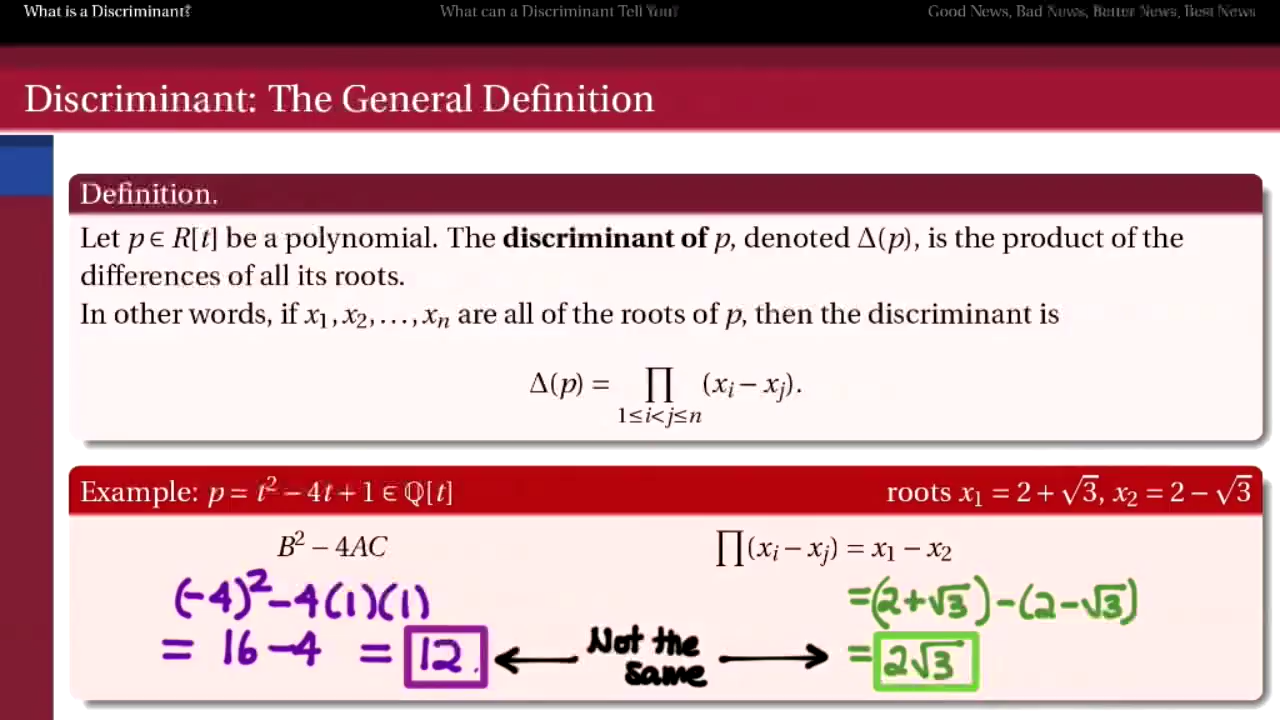 What is a Discriminant? What can a Discriminant Tell You? Good News, Bad News, Better News, Best News
Discriminant: The General Definition
Definition.
Let p ∈ R[t] be a polynomial. The discriminant of p, denoted Δ(p), is the product of the
differences of all its roots.
In other words, if x₁, x₂, …, xₙ are all of the roots of p, then the discriminant is
Δ(p) = ∏ (xᵢ − xⱼ).
1≤i<j≤n
Example: p = t² − 4t + 1 ∈ ℚ[t] roots x₁ = 2 + √3, x₂ = 2 − √3
B² − 4AC ∏(xᵢ − xⱼ) = x₁ − x₂
(-4)² - 4(1)(1) = (2+√3) - (2-√3)
= 16 - 4 = 12. ← Not the same → = 2√3